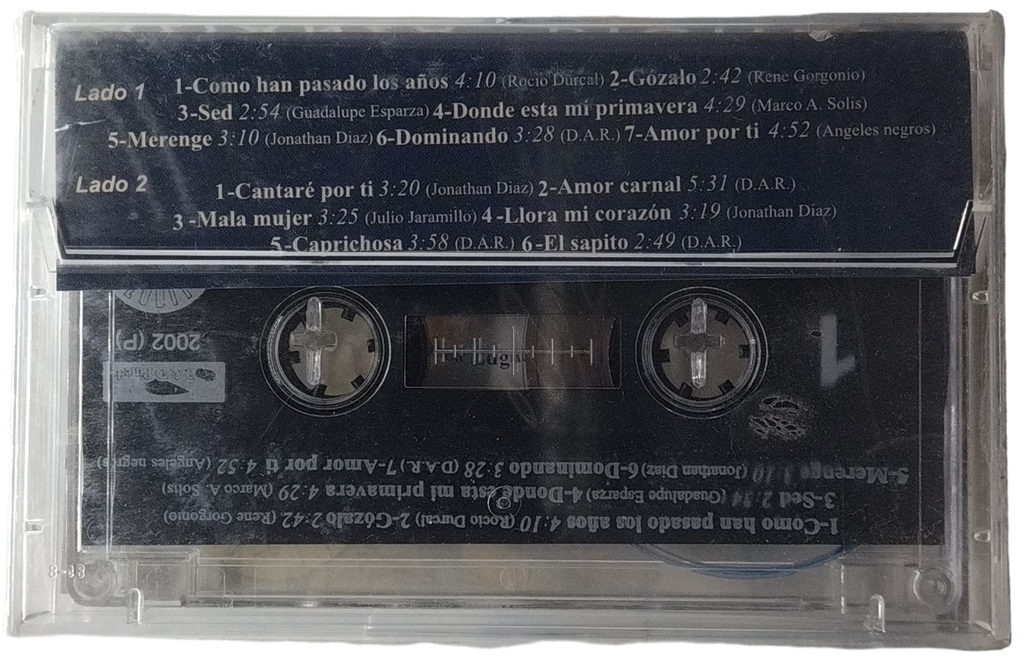 Lado 1
1-Como han pasado los años 4:10 (Rocio Durcal) 2-Gózalo 2:42 (Rene Gorgonio)
3-Sed 2:54 (Guadalupe Esparza) 4-Donde esta mi primavera 4:29 (Marco A. Solis)
5-Merenge 3:10 (Jonathan Diaz) 6-Dominando 3:28 (D.A.R.) 7-Amor por ti 4:52 (Angeles negros)
Lado 2
1-Cantaré por ti 3:20 (Jonathan Diaz) 2-Amor carnal 5:31 (D.A.R.)
3-Mala mujer 3:25 (Julio Jaramillo) 4-Llora mi corazón 3:19 (Jonathan Diaz)
5-Caprichosa 3:58 (D.A.R.) 6-El sapito 2:49 (D.A.R.)
1
2002 (P)
1-Como han pasado los años 4:10 (Rocio Durcal) 2-Gózalo 2:42 (Rene Gorgonio)
3-Sed 2:54 (Guadalupe Esparza) 4-Donde esta mi primavera 4:29 (Marco A. Solis)
5-Merenge 3:10 (Jonathan Diaz) 6-Dominando 3:28 (D.A.R.) 7-Amor por ti 4:52 (Angeles negros)